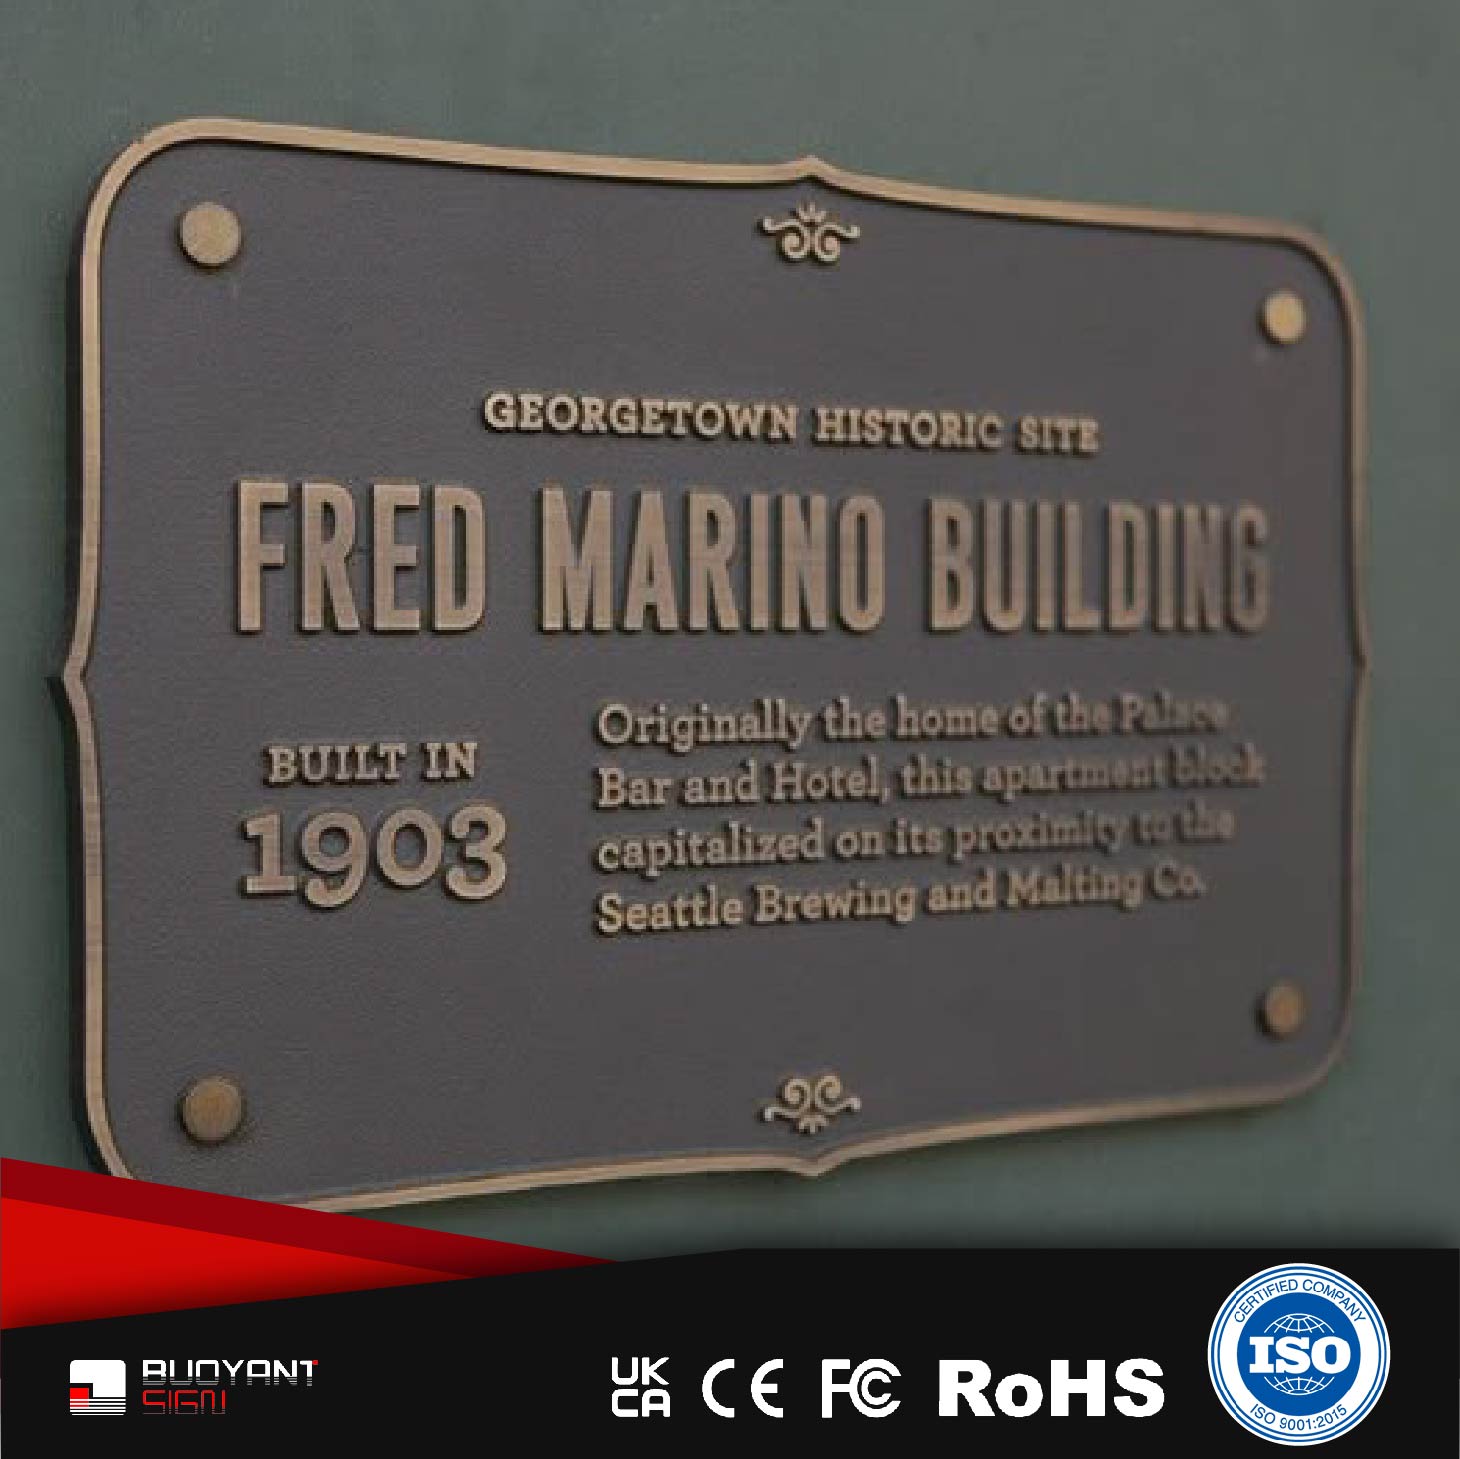 GEORGETOWN HISTORIC SITE
FRED MARINO BUILDING
BUILT IN
1903
Originally the home of the Palace
Bar and Hotel, this apartment block
capitalized on its proximity to the
Seattle Brewing and Malting Co.
BUOYANT
SIGN
UK
CA
CE
FC
RoHS
CERTIFIED COMPANY
ISO
ISO 9001:2015